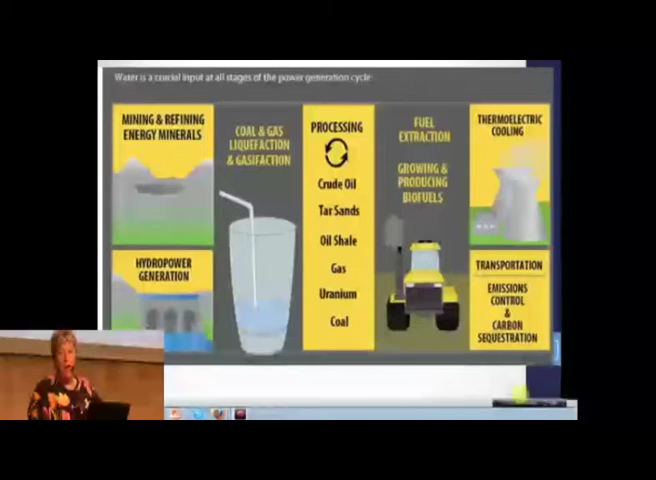 Water is a crucial input at all stages of the power generation cycle
MINING & REFINING
ENERGY MINERALS
HYDROPOWER
GENERATION
COAL & GAS
LIQUEFACTION
& GASIFACTION
PROCESSING
Crude Oil
Tar Sands
Oil Shale
Gas
Uranium
Coal
FUEL
EXTRACTION
GROWING &
PRODUCING
BIOFUELS
THERMOELECTRIC
COOLING
TRANSPORTATION
EMISSIONS
CONTROL
&
CARBON
SEQUESTRATION